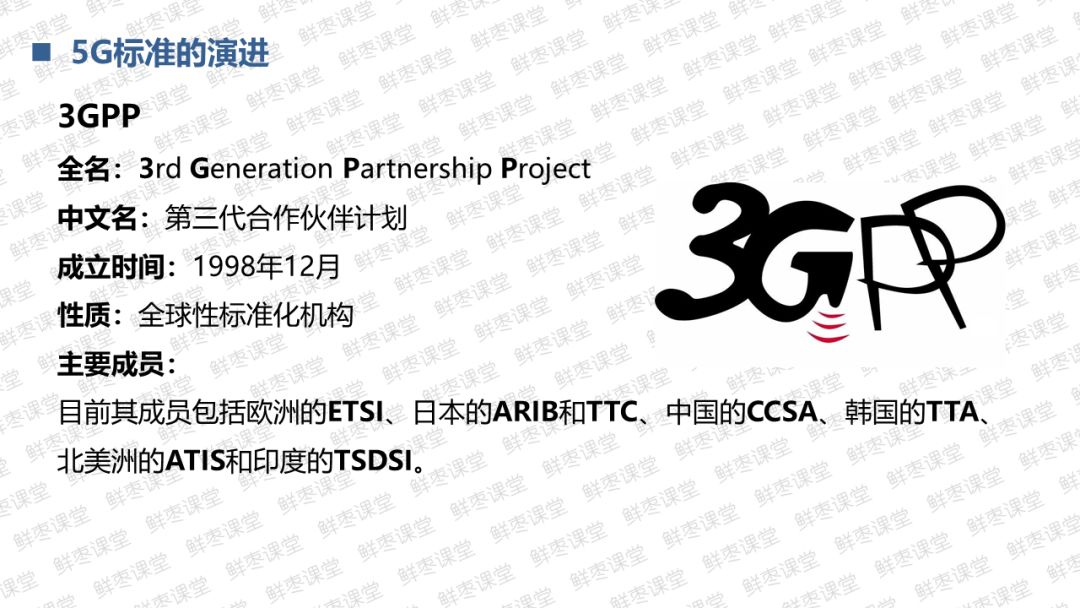 5G标准的演进
3GPP
全名：3rd Generation Partnership Project
中文名：第三代合作伙伴计划
成立时间：1998年12月
性质：全球性标准化机构
主要成员：
目前其成员包括欧洲的ETSI、日本的ARIB和TTC、中国的CCSA、韩国的TTA、
北美洲的ATIS和印度的TSDSI。
3GPP
鲜枣课堂